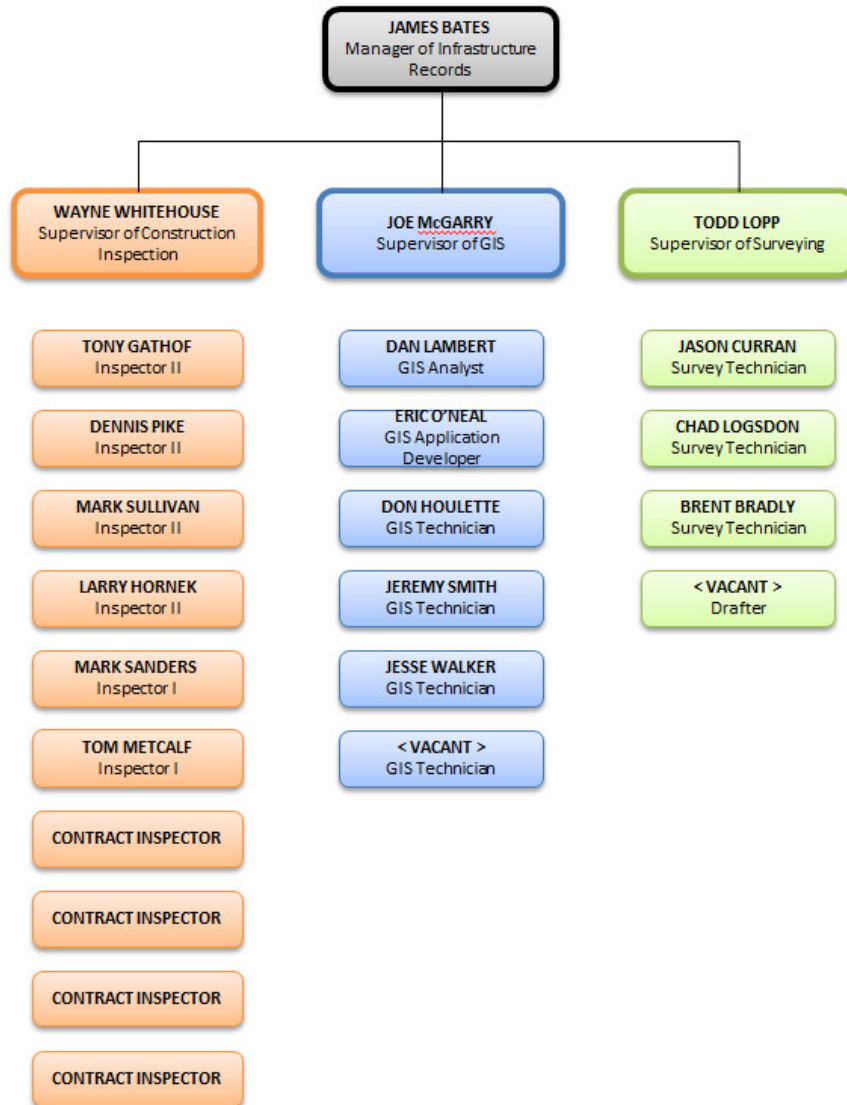 JAMES BATES
Manager of Infrastructure
Records
WAYNE WHITEHOUSE
Supervisor of Construction
Inspection
JOE McGARRY
Supervisor of GIS
TODD LOPP
Supervisor of Surveying
TONY GATHOF
Inspector II
DENNIS PIKE
Inspector II
MARK SULLIVAN
Inspector II
LARRY HORNEK
Inspector II
MARK SANDERS
Inspector I
TOM METCALF
Inspector I
CONTRACT INSPECTOR
CONTRACT INSPECTOR
CONTRACT INSPECTOR
CONTRACT INSPECTOR
DAN LAMBERT
GIS Analyst
ERIC O'NEAL
GIS Application
Developer
DON HOULETTE
GIS Technician
JEREMY SMITH
GIS Technician
JESSE WALKER
GIS Technician
< VACANT >
GIS Technician
JASON CURRAN
Survey Technician
CHAD LOGSDON
Survey Technician
BRENT BRADLY
Survey Technician
< VACANT >
Drafter